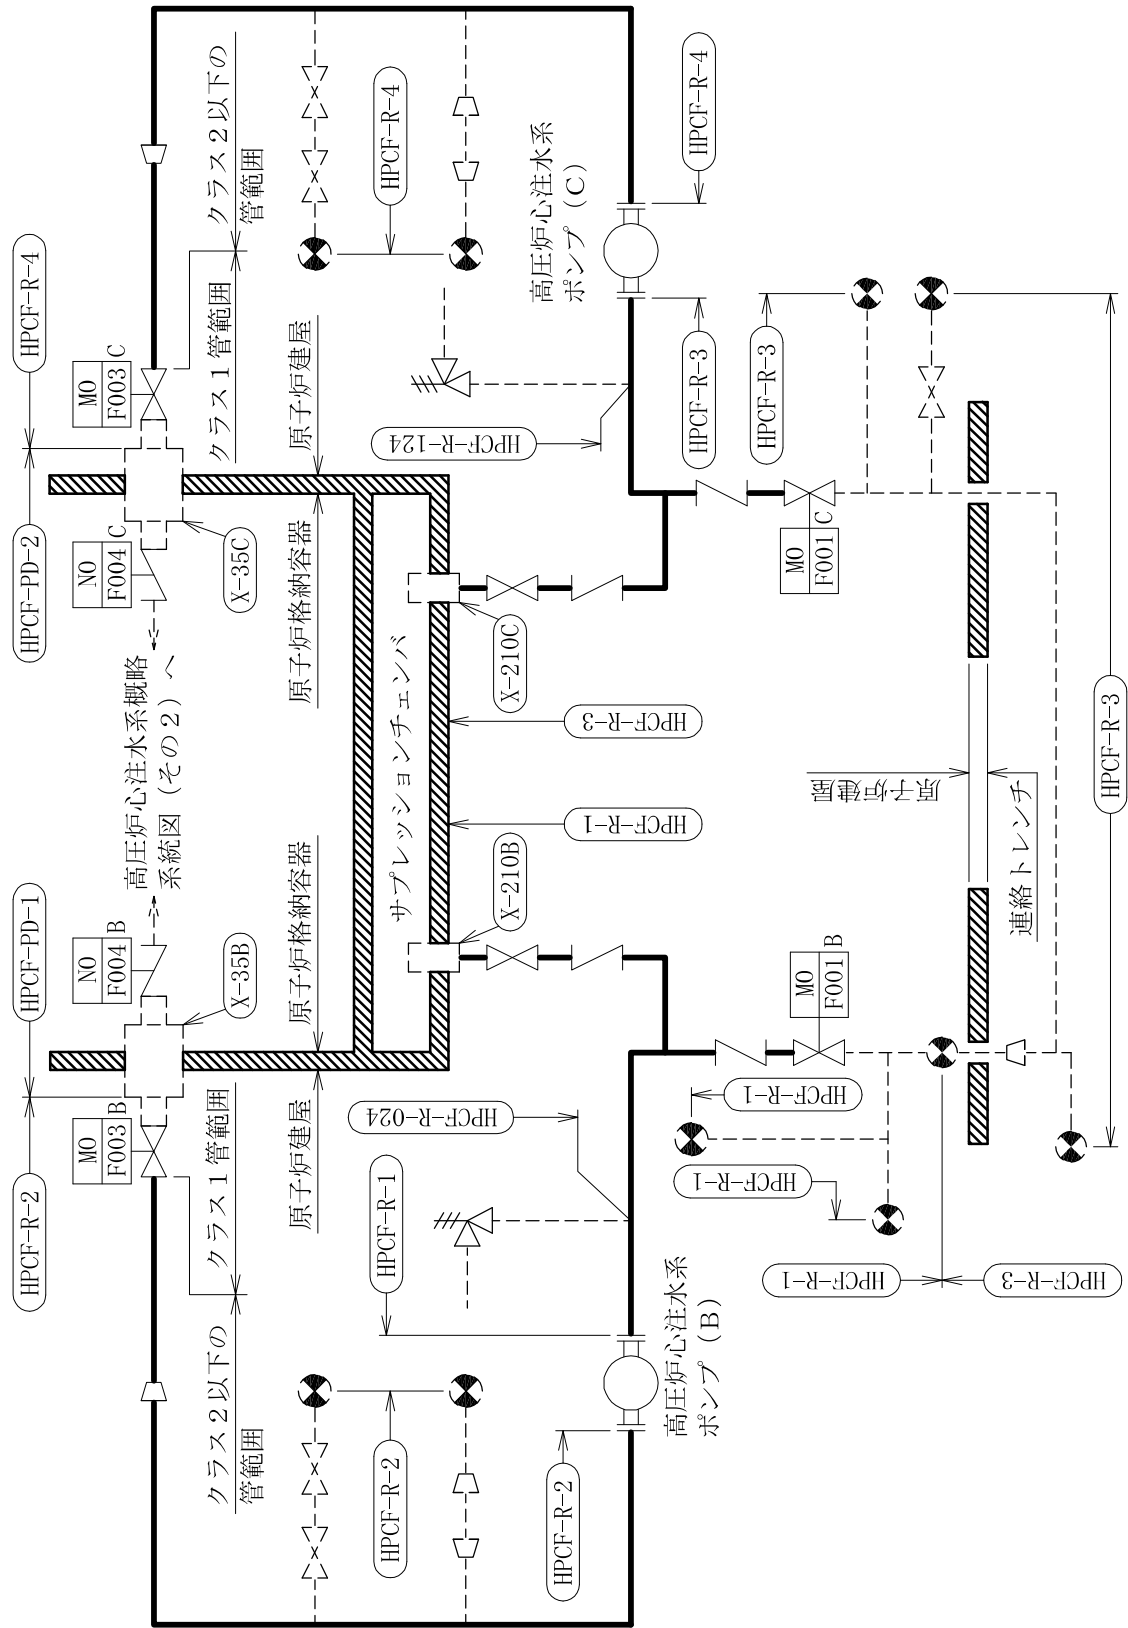 HPCF-R-2
HPCF-PD-1
HPCF-PD-2
HPCF-R-4
MO
F003
B
NO
F004
B
NO
F004
C
MO
F003
C
X-35B
X-35C
高圧炉心注水系概略
系統図（その２）へ
クラス２以下の
管範囲
クラス１管範囲
クラス１管範囲
クラス２以下の
管範囲
原子炉建屋
原子炉格納容器
原子炉格納容器
原子炉建屋
サプレッションチェンバ
HPCF-R-2
HPCF-R-1
HPCF-R-024
HPCF-R-124
HPCF-R-4
X-210B
X-210C
HPCF-R-2
高圧炉心注水系
ポンプ（B）
HPCF-R-1
HPCF-R-3
高圧炉心注水系
ポンプ（C）
HPCF-R-3
HPCF-R-4
HPCF-R-1
HPCF-R-1
HPCF-R-3
MO
F001
B
MO
F001
C
HPCF-R-1
HPCF-R-3
原子炉建屋
連絡トレンチ
HPCF-R-3